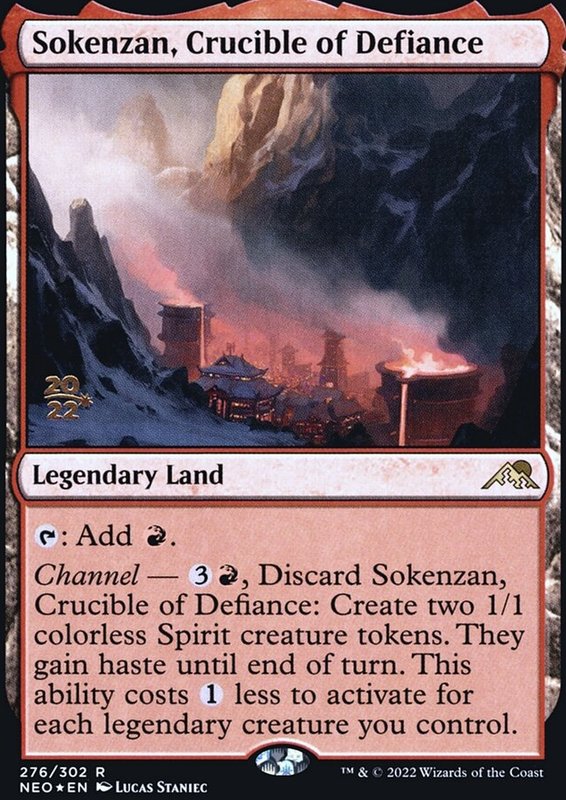 Sokenzan, Crucible of Defiance
20
22
Legendary Land
: Add .
Channel — 3, Discard Sokenzan,
Crucible of Defiance: Create two 1/1
colorless Spirit creature tokens. They
gain haste until end of turn. This
ability costs 1 less to activate for
each legendary creature you control.
276/302 R
NEO★EN Lucas Staniec
™ & © 2022 Wizards of the Coast